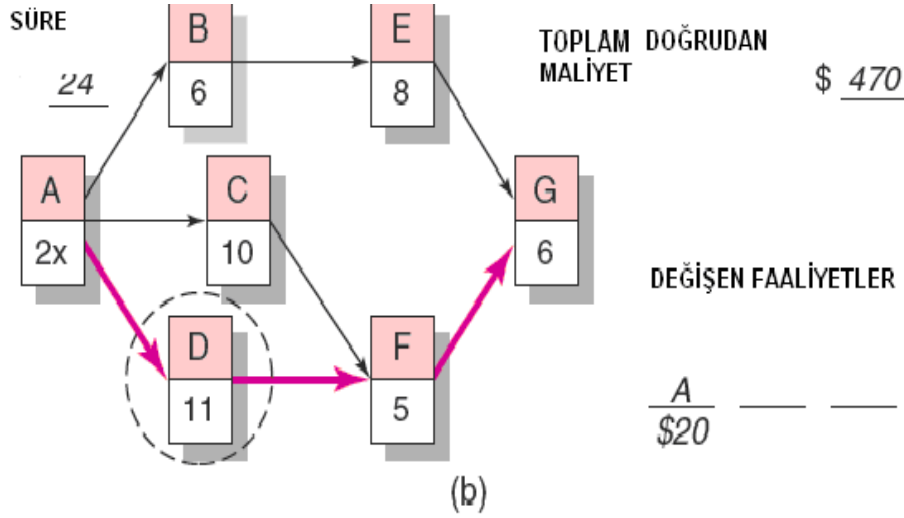 SÜRE
24
TOPLAM DOĞRUDAN
MALİYET
$ 470
B
6
E
8
A
2x
C
10
G
6
DEĞİŞEN FAALİYETLER
D
11
F
5
A
$20
(b)